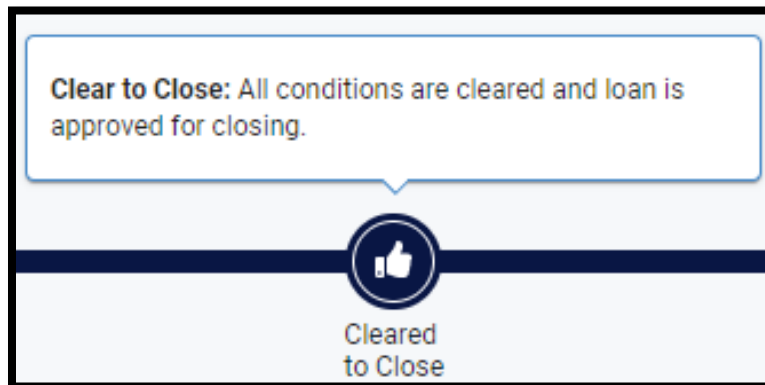 Clear to Close: All conditions are cleared and loan is
approved for closing.
Cleared
to Close